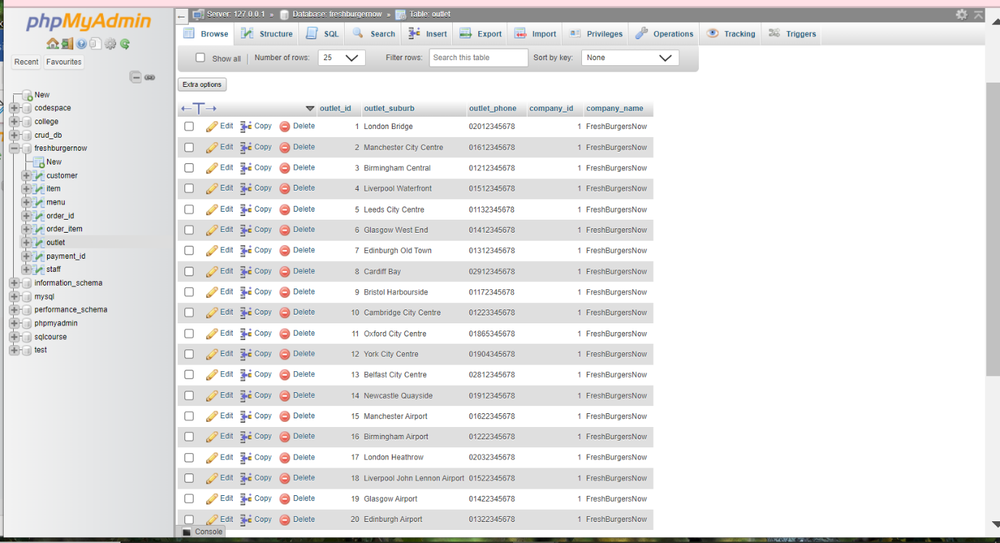 phpMyAdmin
Recent Favourites
New
codespace
college
crud_db
freshburgernow
New
customer
item
menu
order_id
order_item
outlet
payment_id
staff
information_schema
mysql
performance_schema
phpmyadmin
sqlcourse
test
Server: 127.0.0.1 » Database: freshburgernow » Table: outlet
Browse Structure SQL Search Insert Export Import Privileges Operations Tracking Triggers
Show all Number of rows: 25 Filter rows: Search this table Sort by key: None
Extra options
←T→ outlet_id outlet_suburb outlet_phone company_id company_name
Edit Copy Delete 1 London Bridge 02012345678 1 FreshBurgersNow
Edit Copy Delete 2 Manchester City Centre 01612345678 1 FreshBurgersNow
Edit Copy Delete 3 Birmingham Central 01212345678 1 FreshBurgersNow
Edit Copy Delete 4 Liverpool Waterfront 01512345678 1 FreshBurgersNow
Edit Copy Delete 5 Leeds City Centre 01132345678 1 FreshBurgersNow
Edit Copy Delete 6 Glasgow West End 01412345678 1 FreshBurgersNow
Edit Copy Delete 7 Edinburgh Old Town 01312345678 1 FreshBurgersNow
Edit Copy Delete 8 Cardiff Bay 02912345678 1 FreshBurgersNow
Edit Copy Delete 9 Bristol Harbourside 01172345678 1 FreshBurgersNow
Edit Copy Delete 10 Cambridge City Centre 01223345678 1 FreshBurgersNow
Edit Copy Delete 11 Oxford City Centre 01865345678 1 FreshBurgersNow
Edit Copy Delete 12 York City Centre 01904345678 1 FreshBurgersNow
Edit Copy Delete 13 Belfast City Centre 02812345678 1 FreshBurgersNow
Edit Copy Delete 14 Newcastle Quayside 01912345678 1 FreshBurgersNow
Edit Copy Delete 15 Manchester Airport 01622345678 1 FreshBurgersNow
Edit Copy Delete 16 Birmingham Airport 01222345678 1 FreshBurgersNow
Edit Copy Delete 17 London Heathrow 02032345678 1 FreshBurgersNow
Edit Copy Delete 18 Liverpool John Lennon Airport 01522345678 1 FreshBurgersNow
Edit Copy Delete 19 Glasgow Airport 01422345678 1 FreshBurgersNow
Edit Copy Delete 20 Edinburgh Airport 01322345678 1 FreshBurgersNow
Console